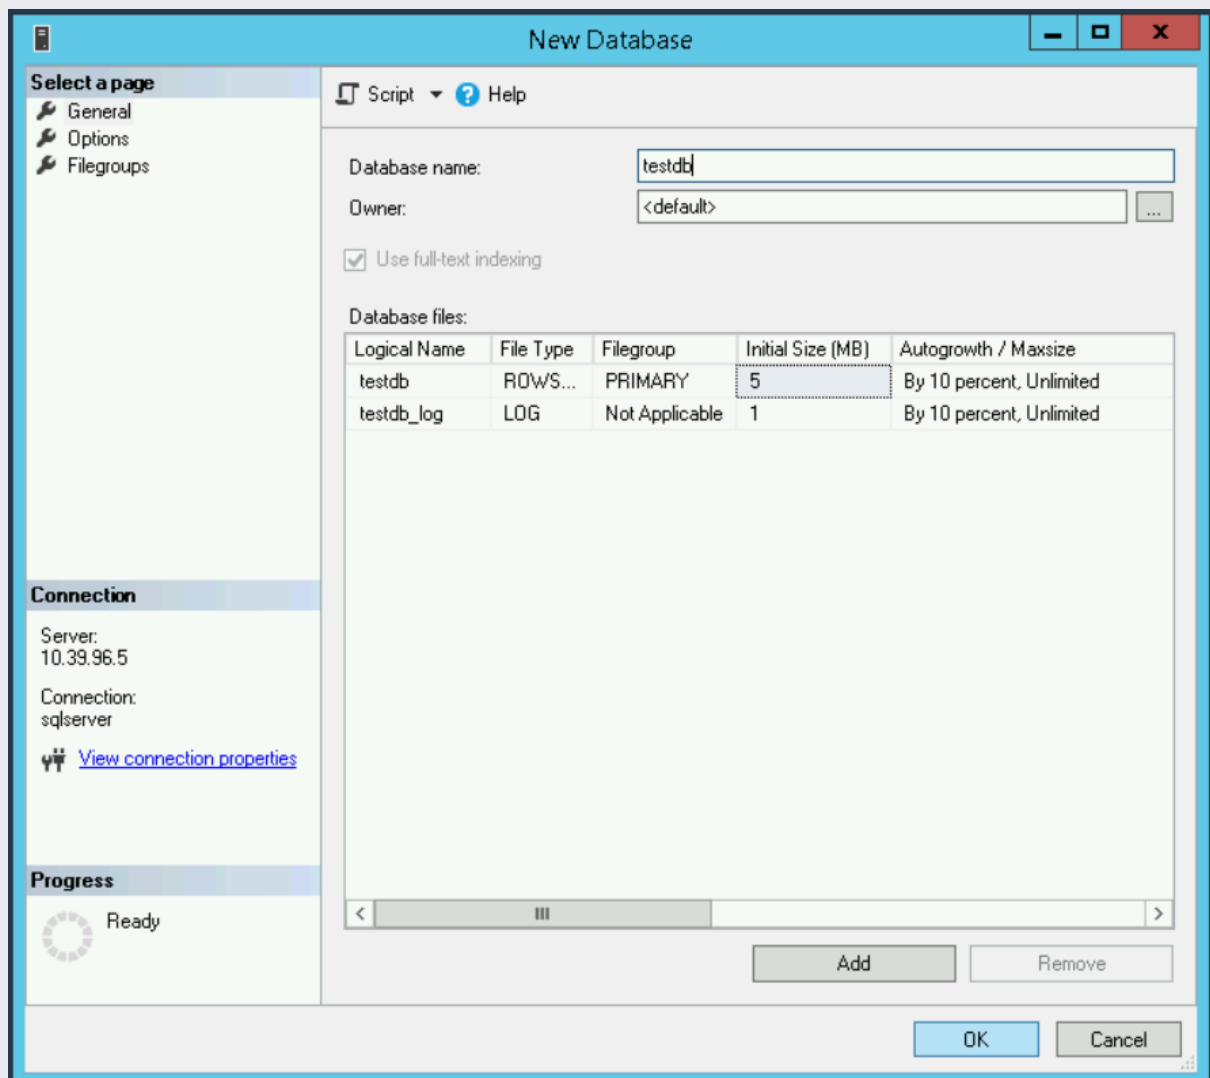 New Database
Select a page
General
Options
Filegroups
Script
Help
Database name:
testdb
Owner:
<default>
...
Use full-text indexing
Database files:
Logical Name File Type Filegroup Initial Size (MB) Autogrowth / Maxsize
testdb ROWS... PRIMARY 5 By 10 percent, Unlimited
testdb_log LOG Not Applicable 1 By 10 percent, Unlimited
Connection
Server:
10.39.96.5
Connection:
sqlserver
View connection properties
Progress
Ready
Add
Remove
OK
Cancel